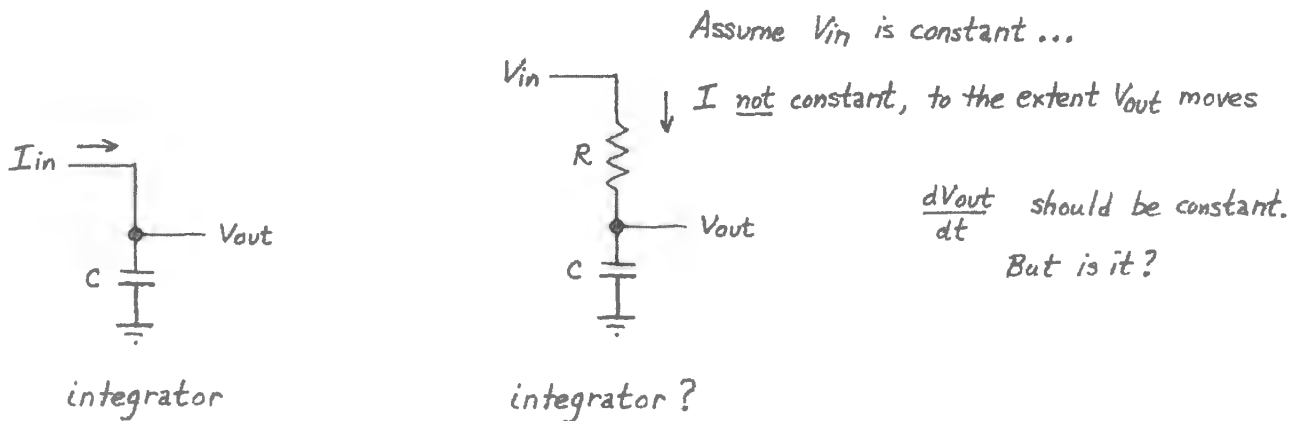 Assume Vin is constant ...
Vin
I not constant, to the extent Vout moves
Iin
R
dVout
dt
should be constant.
But is it?
Vout
C
Vout
C
integrator
integrator ?